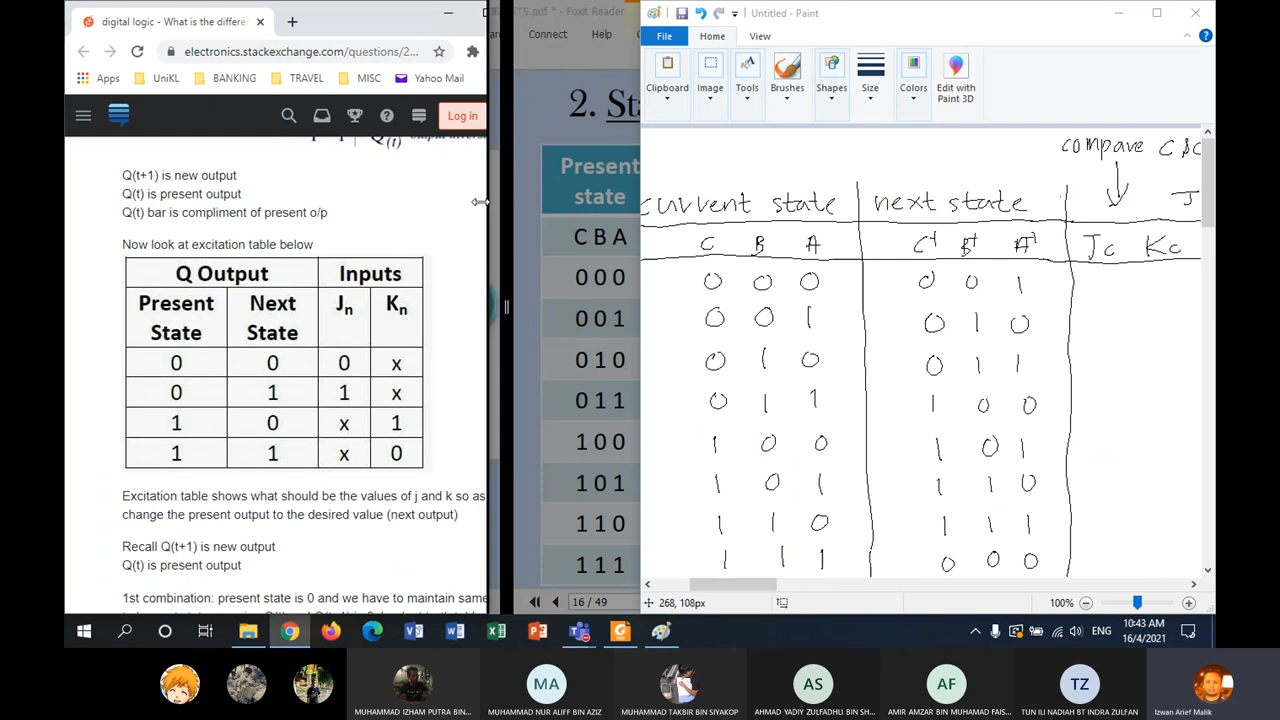 digital logic - What is the differe
electronics.stackexchange.com/questions/2...
Apps UniKL BANKING TRAVEL MISC Yahoo Mail
Log in
Q(t+1) is new output
Q(t) is present output
Q(t) bar is compliment of present o/p
Now look at excitation table below
Q Output Inputs
Present State Next State Jn Kn
0 0 0 x
0 1 1 x
1 0 x 1
1 1 x 0
Excitation table shows what should be the values of j and k so as
change the present output to the desired value (next output)
Recall Q(t+1) is new output
Q(t) is present output
1st combination: present state is 0 and we have to maintain same
Foxit Reader
Connect Help
2.
Present
state
C B A
0 0 0
0 0 1
0 1 0
0 1 1
1 0 0
1 0 1
1 1 0
1 1 1
16 / 49
Untitled - Paint
File Home View
Clipboard Image Tools Brushes Shapes Size Colors Edit with Paint 3D
compare C & C
current state next state J
C B A C+ B+ A+ Jc Kc
0 0 0 0 0 1
0 0 1 0 1 0
0 1 0 0 1 1
0 1 1 1 0 0
1 0 0 1 0 1
1 0 1 1 1 0
1 1 0 1 1 1
1 1 1 0 0 0
268, 108px
100%
ENG
10:43 AM
16/4/2021
MA AS AF TZ
MUHAMMAD IZHAM PUTRA BIN... MUHAMMAD NUR ALIFF BIN AZIZ MUHAMMAD TAKBIR BIN SIYAKOP AHMAD YADIY ZULFADHLI BIN SH... AMIR AMZAR BIN MUHAMAD FAIS... TUN ILI NADIAH BT INDRA ZULFAN Izwan Arief Malik